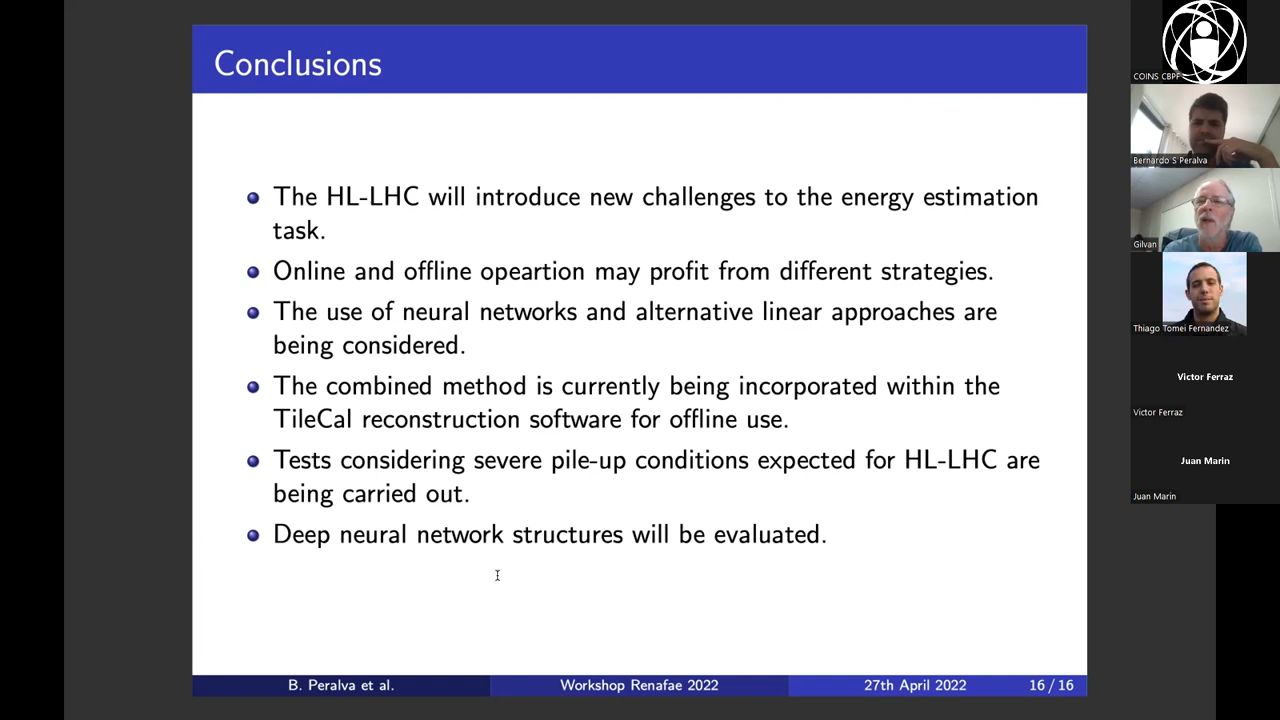 Conclusions
The HL-LHC will introduce new challenges to the energy estimation
task.
Online and offline opeartion may profit from different strategies.
The use of neural networks and alternative linear approaches are
being considered.
The combined method is currently being incorporated within the
TileCal reconstruction software for offline use.
Tests considering severe pile-up conditions expected for HL-LHC are
being carried out.
Deep neural network structures will be evaluated.
B. Peralva et al.
Workshop Renafae 2022
27th April 2022
16 / 16
COINS CBPF
Bernardo S Peralva
Gilvan
Thiago Tomei Fernandez
Victor Ferraz
Victor Ferraz
Juan Marin
Juan Marin